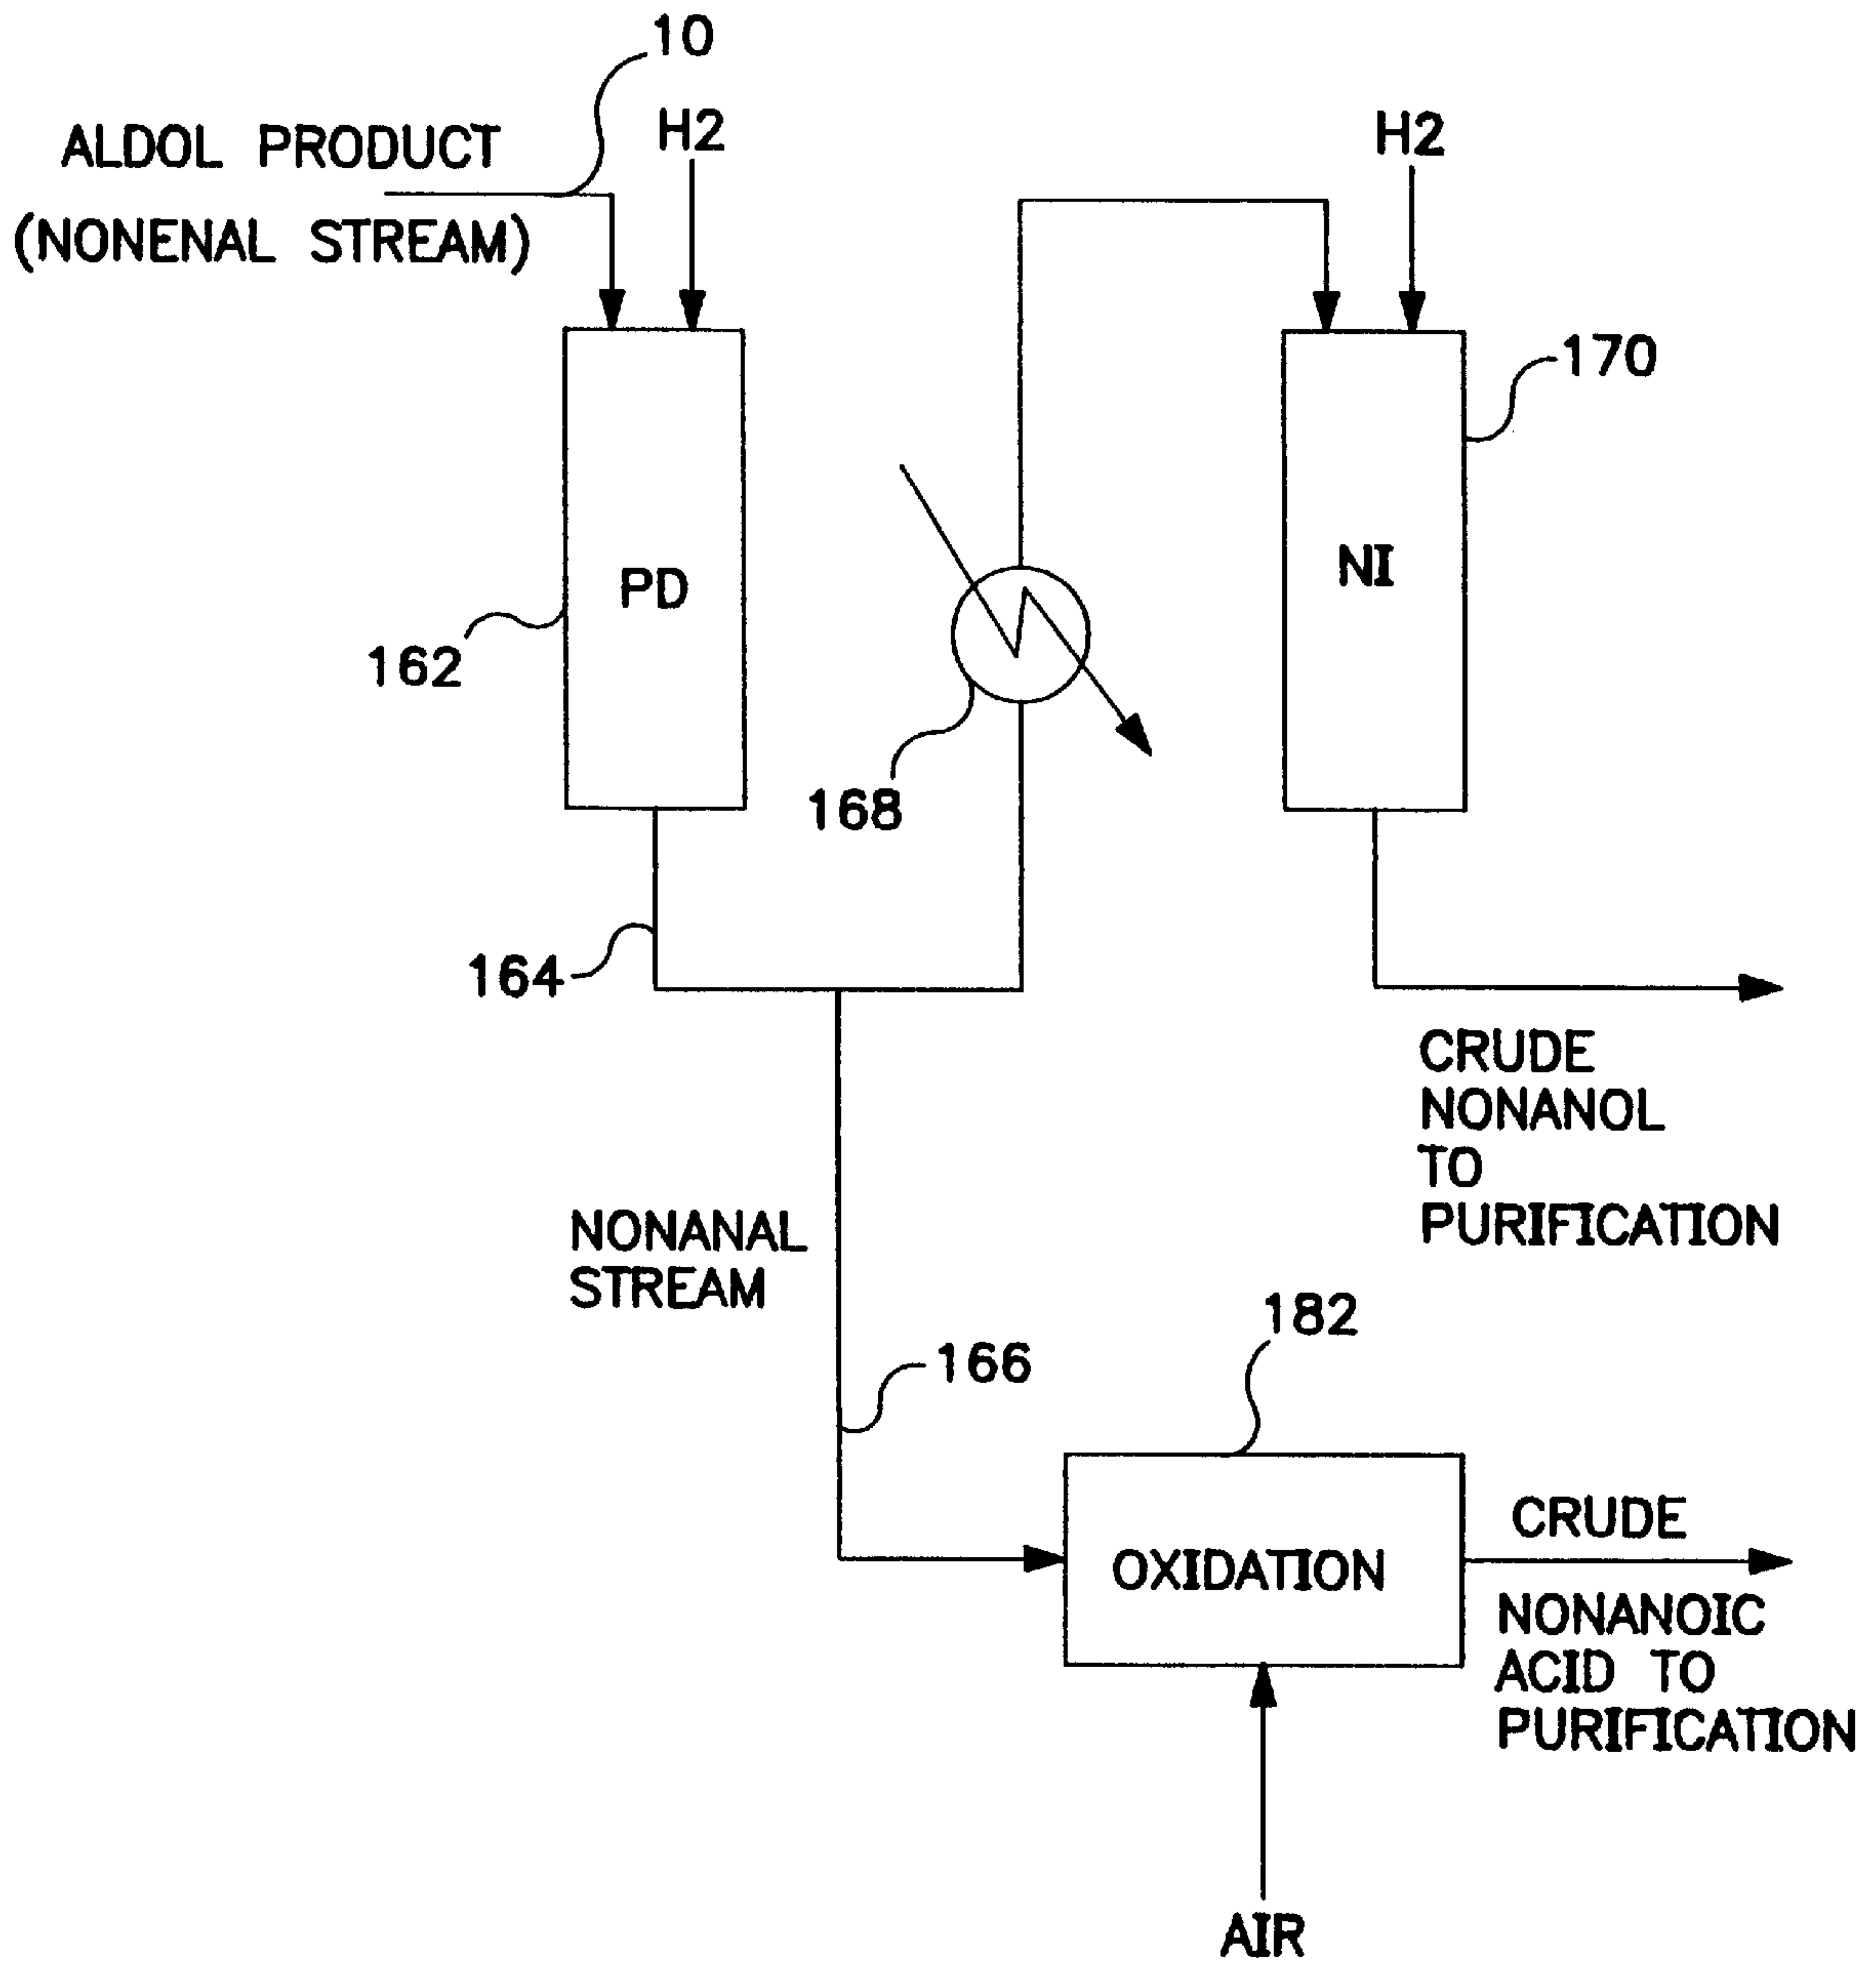 10
ALDOL PRODUCT
(NONENAL STREAM)
H2
H2
170
PD
NI
162
168
164
CRUDE
NONANOL
TO
PURIFICATION
NONANAL
STREAM
182
166
OXIDATION
CRUDE
NONANOIC
ACID TO
PURIFICATION
AIR